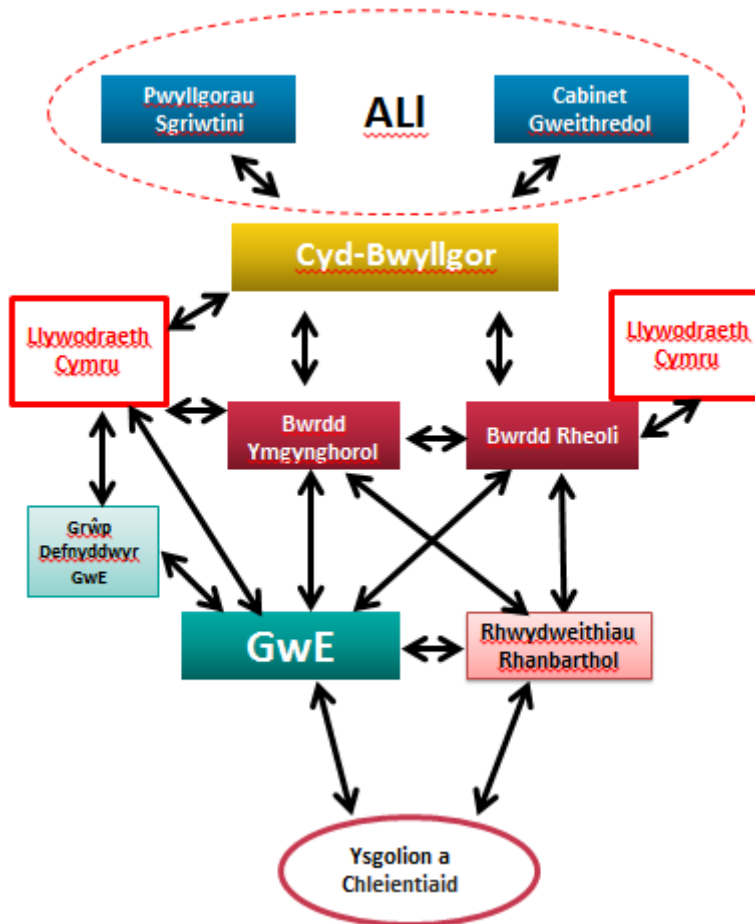 Pwyllgorau
Sgriwtini
ALl
Cabinet
Gweithredol
Cyd-Bwyllgor
Llywodraeth
Cymru
Llywodraeth
Cymru
Bwrdd
Ymgynghorol
Bwrdd Rheoli
Grŵp
Defnyddwyr
GwE
GwE
Rhwydweithiau
Rhanbarthol
Ysgolion a
Chleientiaid